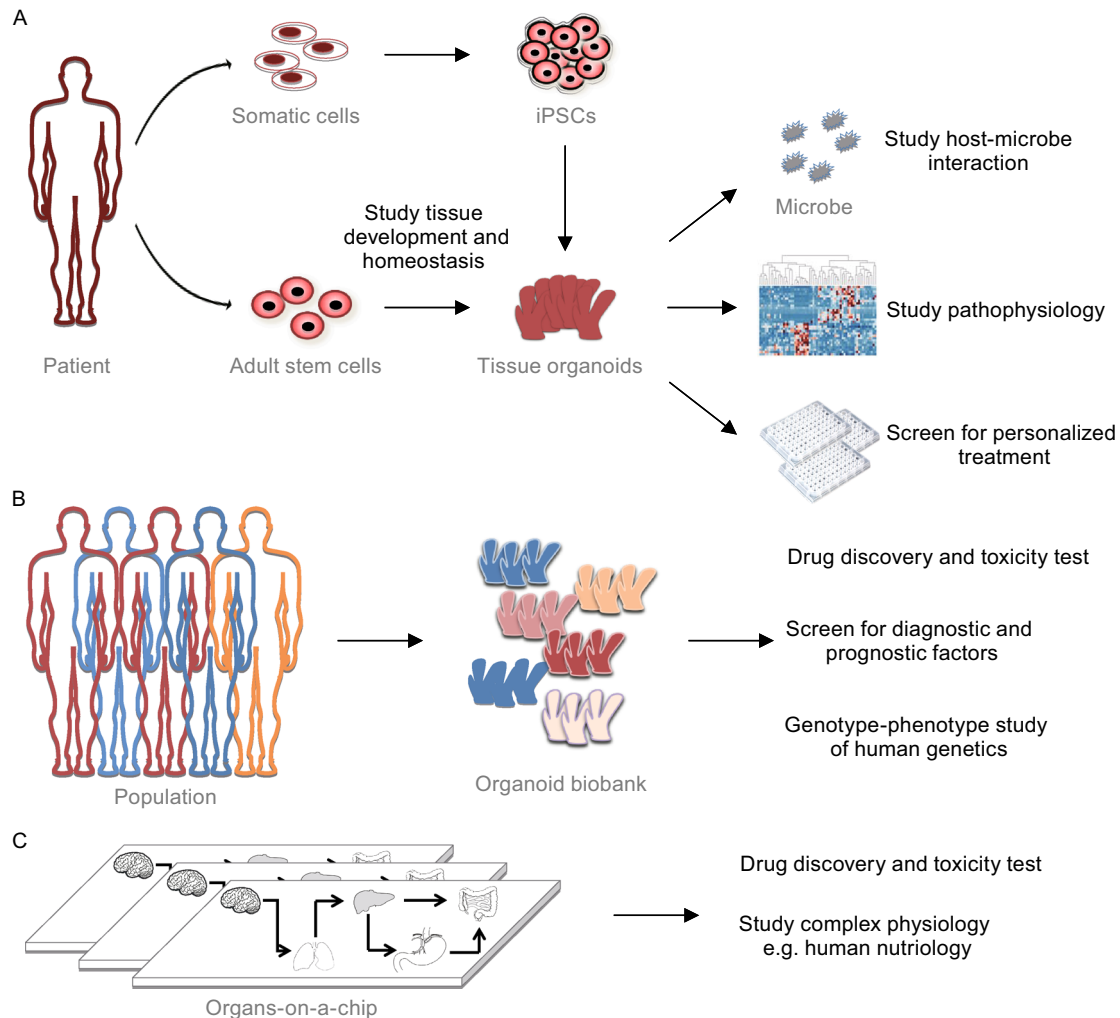 A
Somatic cells
iPSCs
Study host-microbe
interaction
Microbe
Study tissue
development and
homeostasis
Study pathophysiology
Patient
Adult stem cells
Tissue organoids
Screen for personalized
treatment
B
Drug discovery and toxicity test
Screen for diagnostic and
prognostic factors
Genotype-phenotype study
of human genetics
Organoid biobank
Population
C
Drug discovery and toxicity test
Study complex physiology
e.g. human nutriology
Organs-on-a-chip